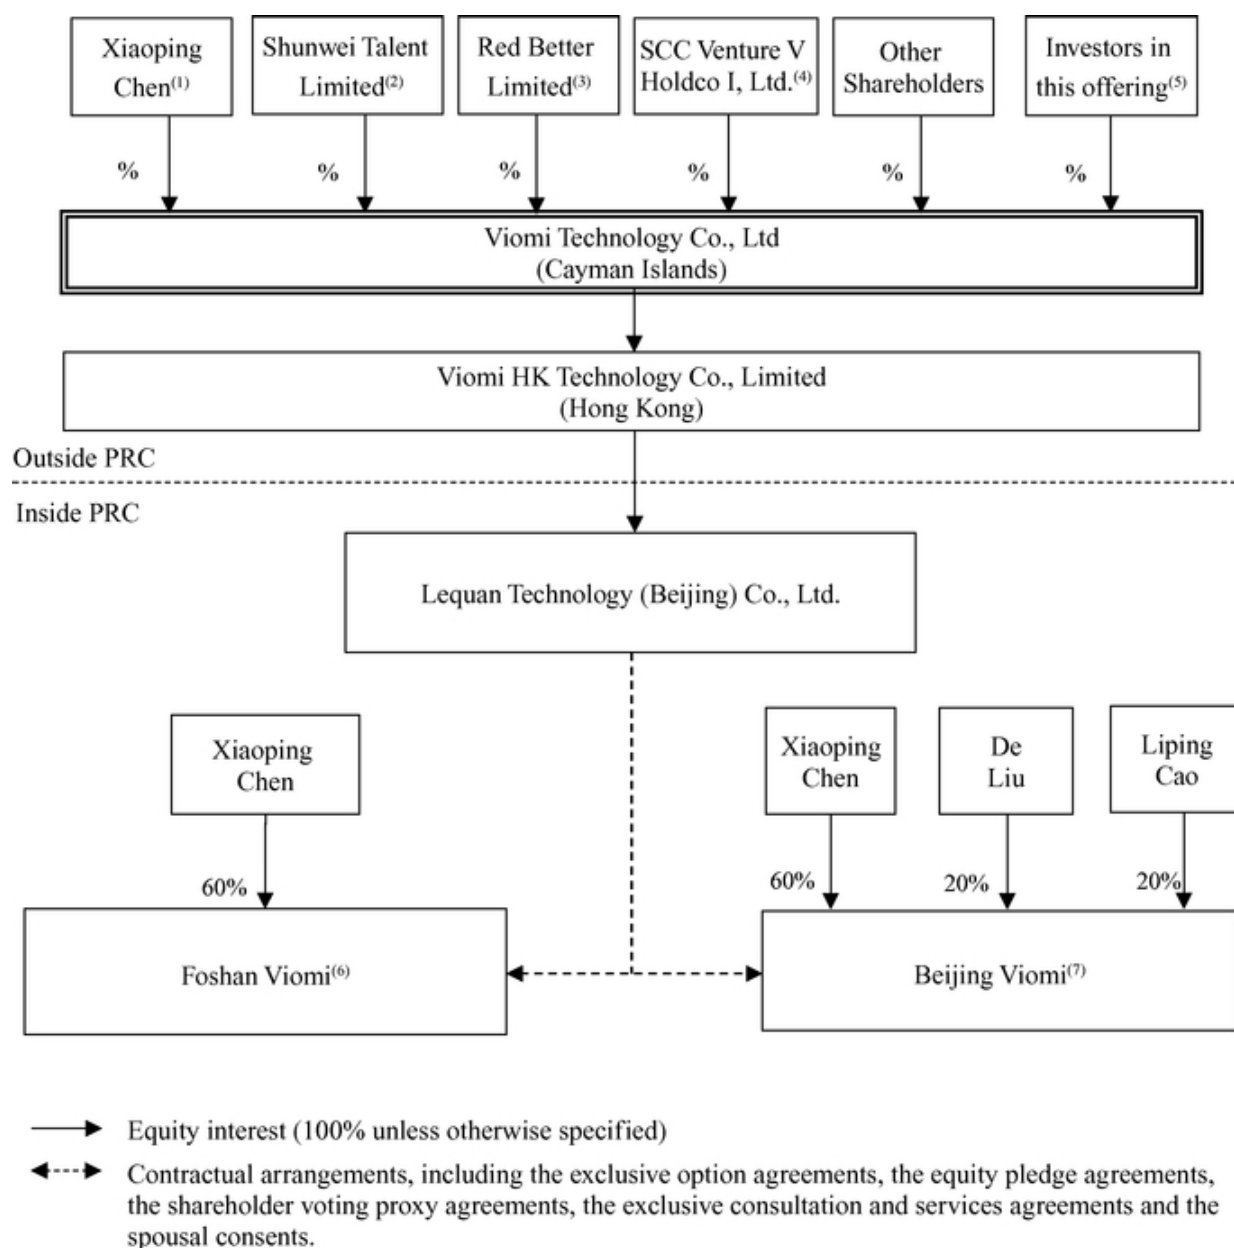 Xiaoping
Chen(1)
Shunwei Talent
Limited(2)
Red Better
Limited(3)
SCC Venture V
Holdco I, Ltd.(4)
Other
Shareholders
Investors in
this offering(5)
%
%
%
%
%
%
Viomi Technology Co., Ltd
(Cayman Islands)
Viomi HK Technology Co., Limited
(Hong Kong)
Outside PRC
Inside PRC
Lequan Technology (Beijing) Co., Ltd.
Xiaoping
Chen
Xiaoping
Chen
De
Liu
Liping
Cao
60%
60%
20%
20%
Foshan Viomi(6)
Beijing Viomi(7)
Equity interest (100% unless otherwise specified)
Contractual arrangements, including the exclusive option agreements, the equity pledge agreements,
the shareholder voting proxy agreements, the exclusive consultation and services agreements and the
spousal consents.